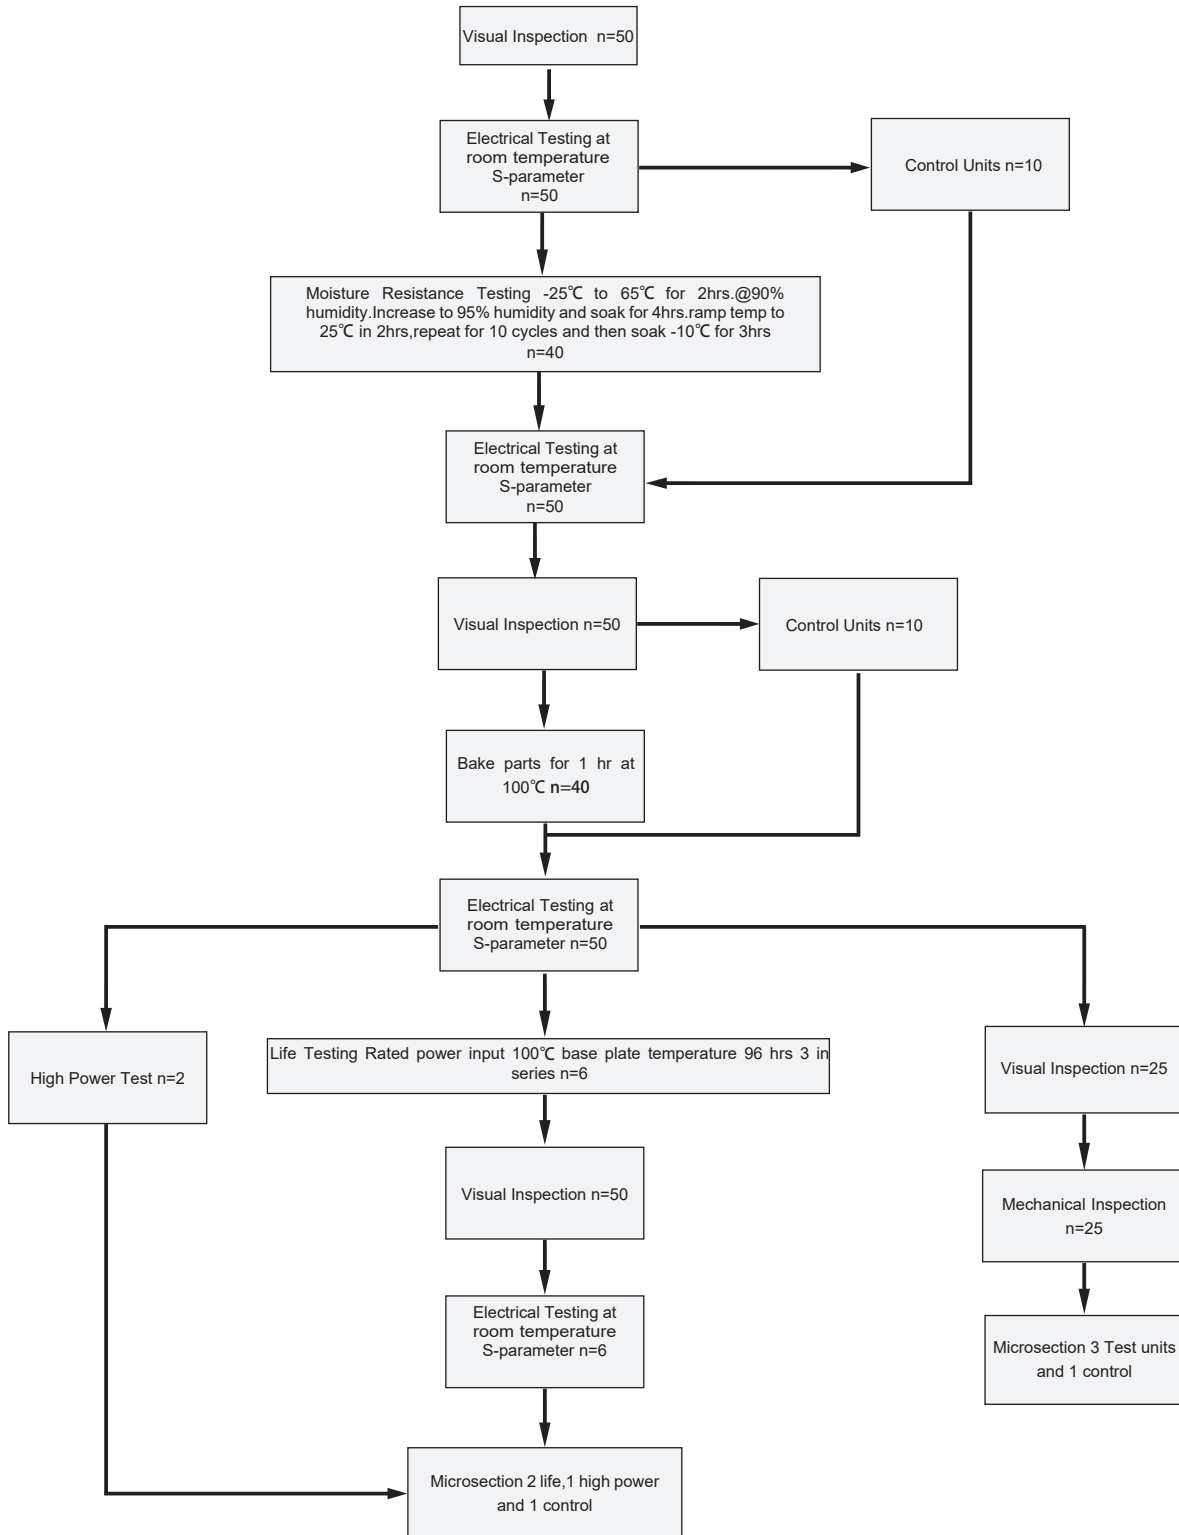 Visual Inspection n=50
Electrical Testing at
room temperature
S-parameter
n=50
Control Units n=10
Moisture Resistance Testing -25℃ to 65℃ for 2hrs.@90%
humidity.Increase to 95% humidity and soak for 4hrs.ramp temp to
25℃ in 2hrs,repeat for 10 cycles and then soak -10℃ for 3hrs
n=40
Electrical Testing at
room temperature
S-parameter
n=50
Visual Inspection n=50
Control Units n=10
Bake parts for 1 hr at
100℃ n=40
Electrical Testing at
room temperature
S-parameter n=50
High Power Test n=2
Life Testing Rated power input 100℃ base plate temperature 96 hrs 3 in
series n=6
Visual Inspection n=25
Visual Inspection n=50
Mechanical Inspection
n=25
Electrical Testing at
room temperature
S-parameter n=6
Microsection 3 Test units
and 1 control
Microsection 2 life,1 high power
and 1 control